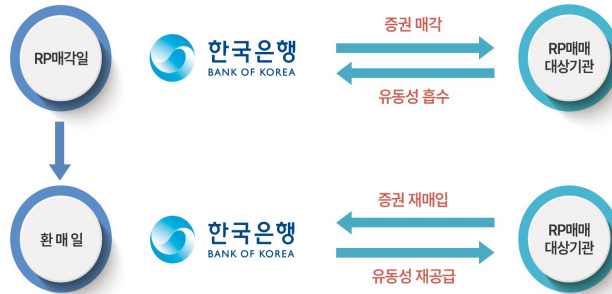 RP매각일
한국은행
BANK OF KOREA
증권 매각
유동성 흡수
RP매매
대상기관
환매일
한국은행
BANK OF KOREA
증권 재매입
유동성 재공급
RP매매
대상기관